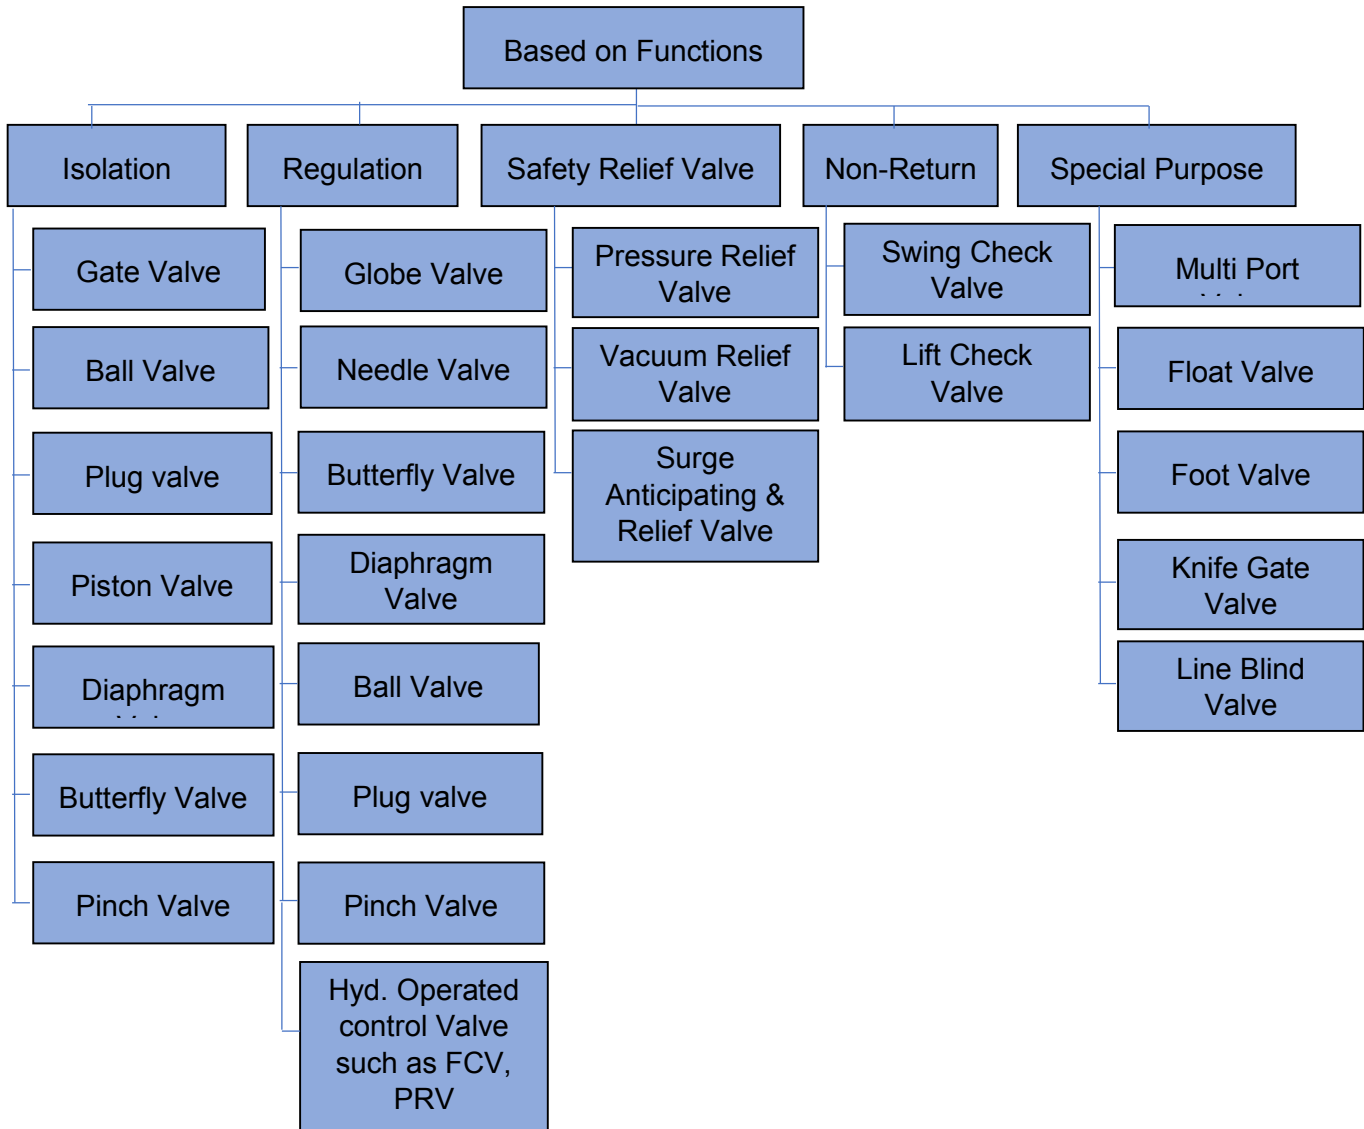 Based on Functions
Isolation
Regulation
Safety Relief Valve
Non-Return
Special Purpose
Gate Valve
Ball Valve
Plug valve
Piston Valve
Diaphragm
Butterfly Valve
Pinch Valve
Globe Valve
Needle Valve
Butterfly Valve
Diaphragm
Valve
Ball Valve
Plug valve
Pinch Valve
Hyd. Operated
control Valve
such as FCV,
PRV
Pressure Relief
Valve
Vacuum Relief
Valve
Surge
Anticipating &
Relief Valve
Swing Check
Valve
Lift Check
Valve
Multi Port
Float Valve
Foot Valve
Knife Gate
Valve
Line Blind
Valve